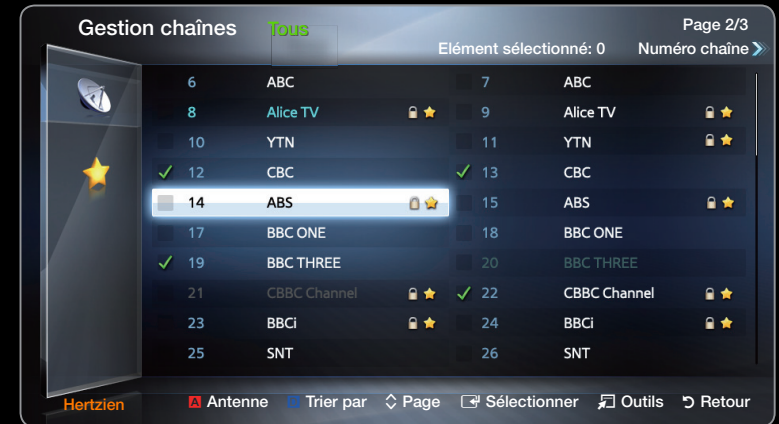 Gestion chaînes Tous Page 2/3
Elément sélectionné: 0 Numéro chaîne
6 ABC 7 ABC
8 Alice TV 9 Alice TV
10 YTN 11 YTN
12 CBC 13 CBC
14 ABS 15 ABS
17 BBC ONE 18 BBC ONE
19 BBC THREE 20 BBC THREE
21 CBBC Channel 22 CBBC Channel
23 BBCi 24 BBCi
25 SNT 26 SNT
Hertzien A Antenne Trier par Page Sélectionner Outils Retour